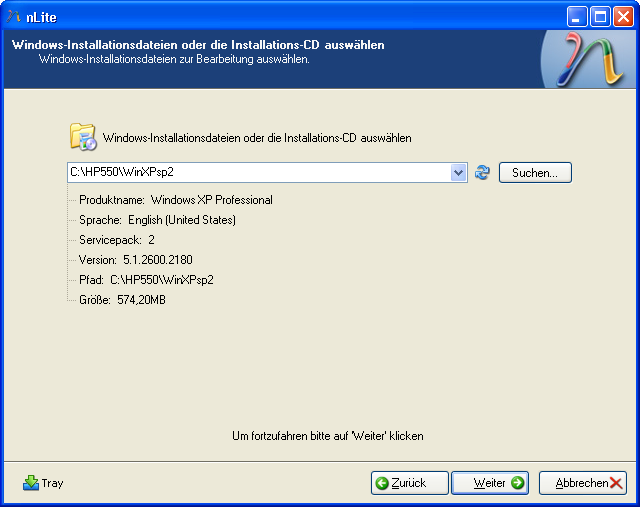 nLite
Windows-Installationsdateien oder die Installations-CD auswählen
Windows-Installationsdateien zur Bearbeitung auswählen.
Windows-Installationsdateien oder die Installations-CD auswählen
C:\HP550\WinXPsp2
Suchen...
Produktname: Windows XP Professional
Sprache: English (United States)
Servicepack: 2
Version: 5.1.2600.2180
Pfad: C:\HP550\WinXPsp2
Größe: 574,20MB
Um fortzufahren bitte auf 'Weiter' klicken
Tray
Zurück
Weiter
Abbrechen